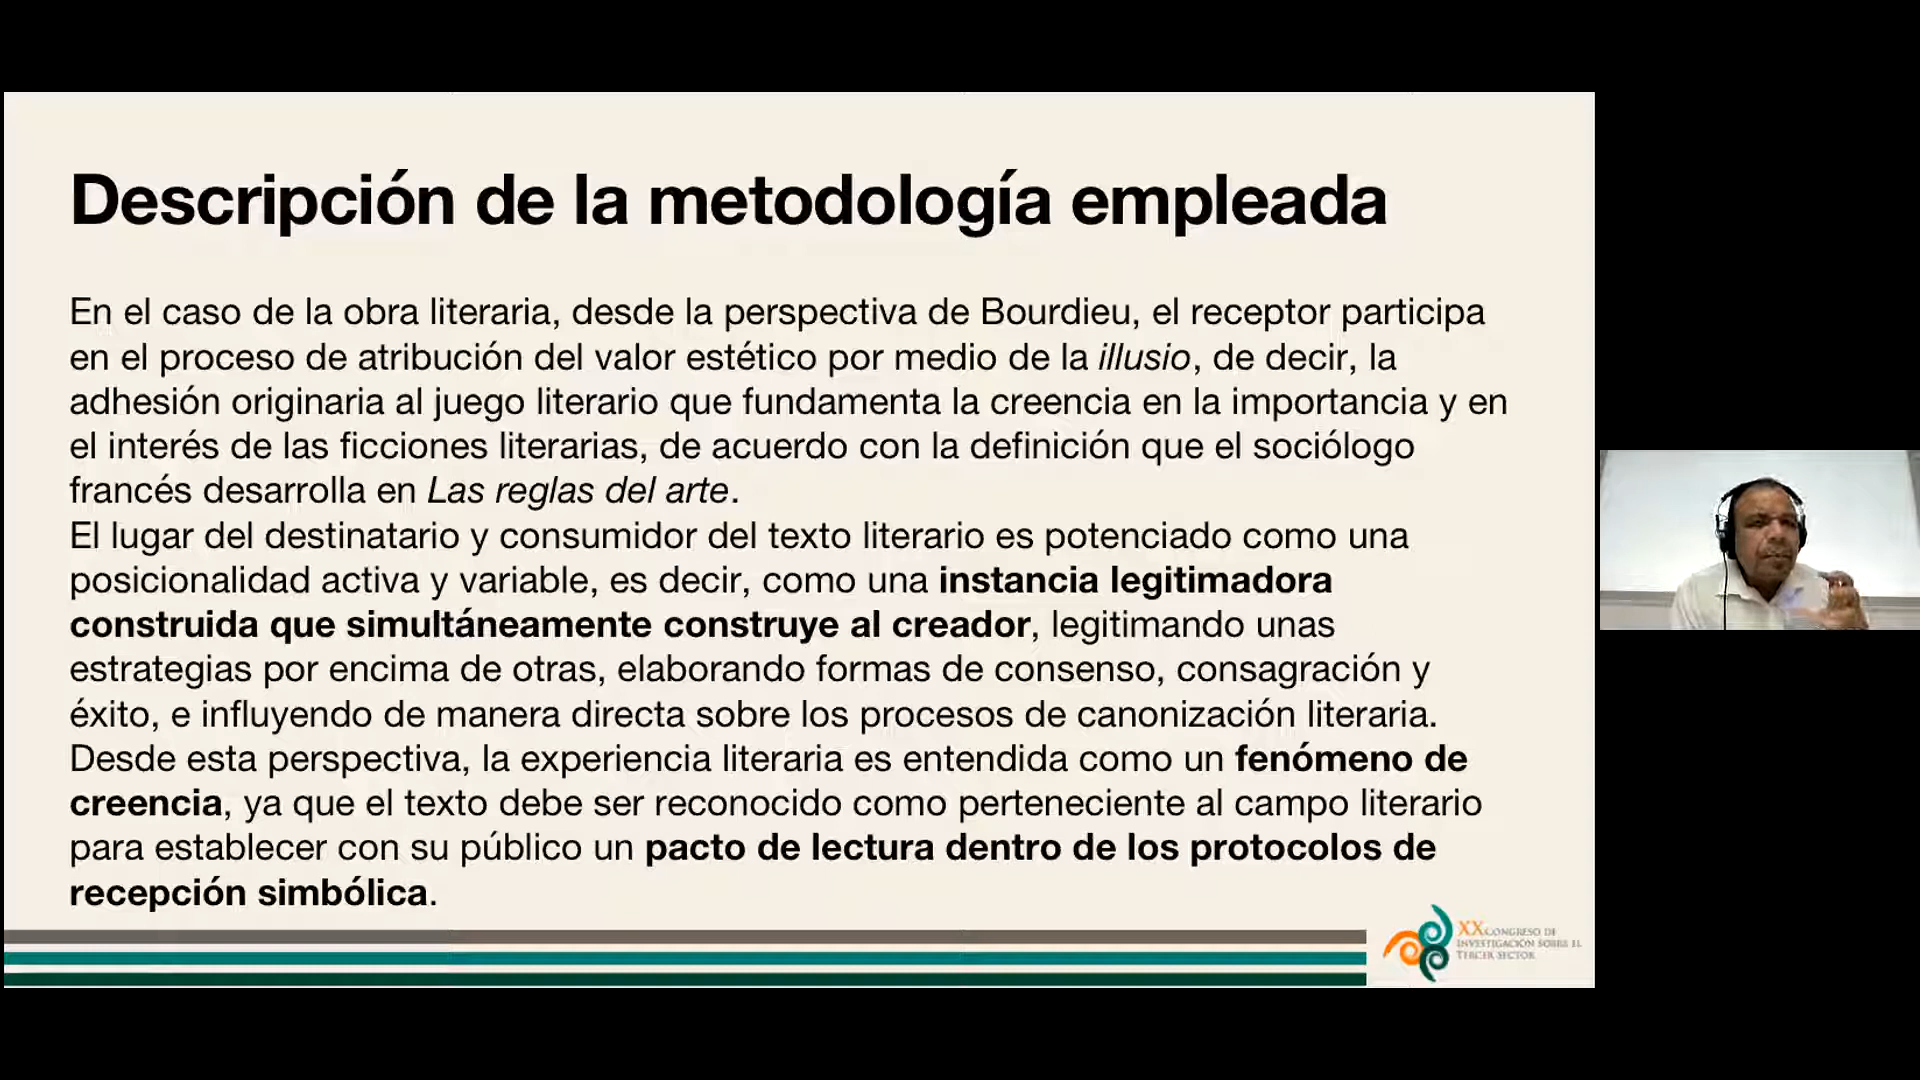 Descripción de la metodología empleada
En el caso de la obra literaria, desde la perspectiva de Bourdieu, el receptor participa
en el proceso de atribución del valor estético por medio de la illusio, de decir, la
adhesión originaria al juego literario que fundamenta la creencia en la importancia y en
el interés de las ficciones literarias, de acuerdo con la definición que el sociólogo
francés desarrolla en Las reglas del arte.
El lugar del destinatario y consumidor del texto literario es potenciado como una
posicionalidad activa y variable, es decir, como una instancia legitimadora
construida que simultáneamente construye al creador, legitimando unas
estrategias por encima de otras, elaborando formas de consenso, consagración y
éxito, e influyendo de manera directa sobre los procesos de canonización literaria.
Desde esta perspectiva, la experiencia literaria es entendida como un fenómeno de
creencia, ya que el texto debe ser reconocido como perteneciente al campo literario
para establecer con su público un pacto de lectura dentro de los protocolos de
recepción simbólica.
XX CONGRESO DE
INVESTIGACIÓN SOBRE EL
TERCER SECTOR